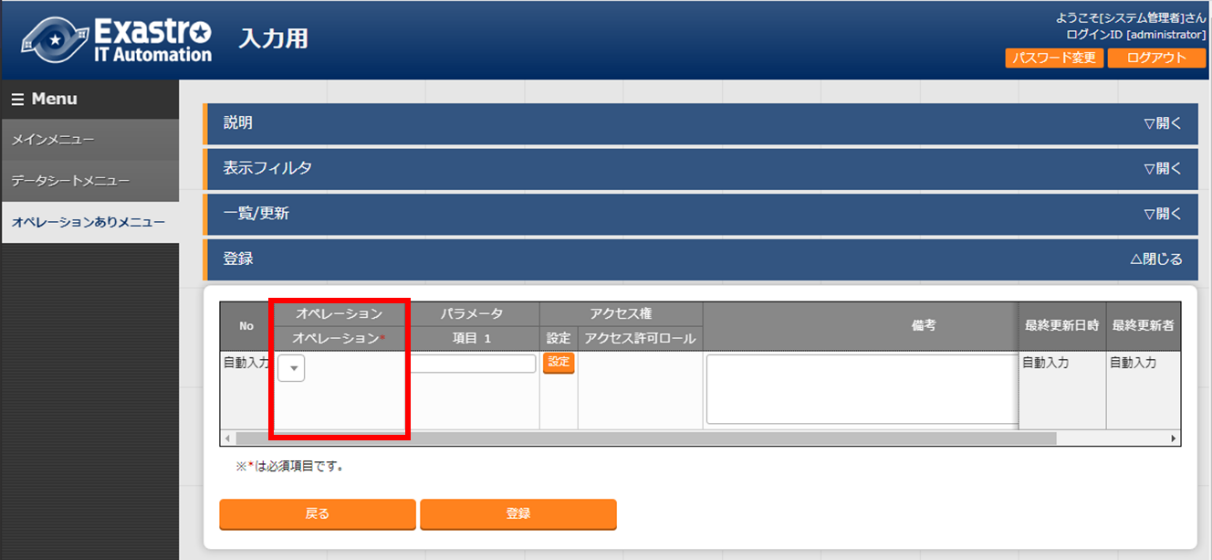 Exastro
IT Automation
入力用
ようこそ[システム管理者]さん
ログインID [administrator]
パスワード変更
ログアウト
Menu
メインメニュー
データシートメニュー
オペレーションありメニュー
説明
▽開く
表示フィルタ
▽開く
一覧/更新
▽開く
登録
△閉じる
No
オペレーション
オペレーション*
パラメータ
項目 1
アクセス権
設定
アクセス許可ロール
備考
最終更新日時
最終更新者
自動入力
設定
自動入力
自動入力
※*は必須項目です。
戻る
登録